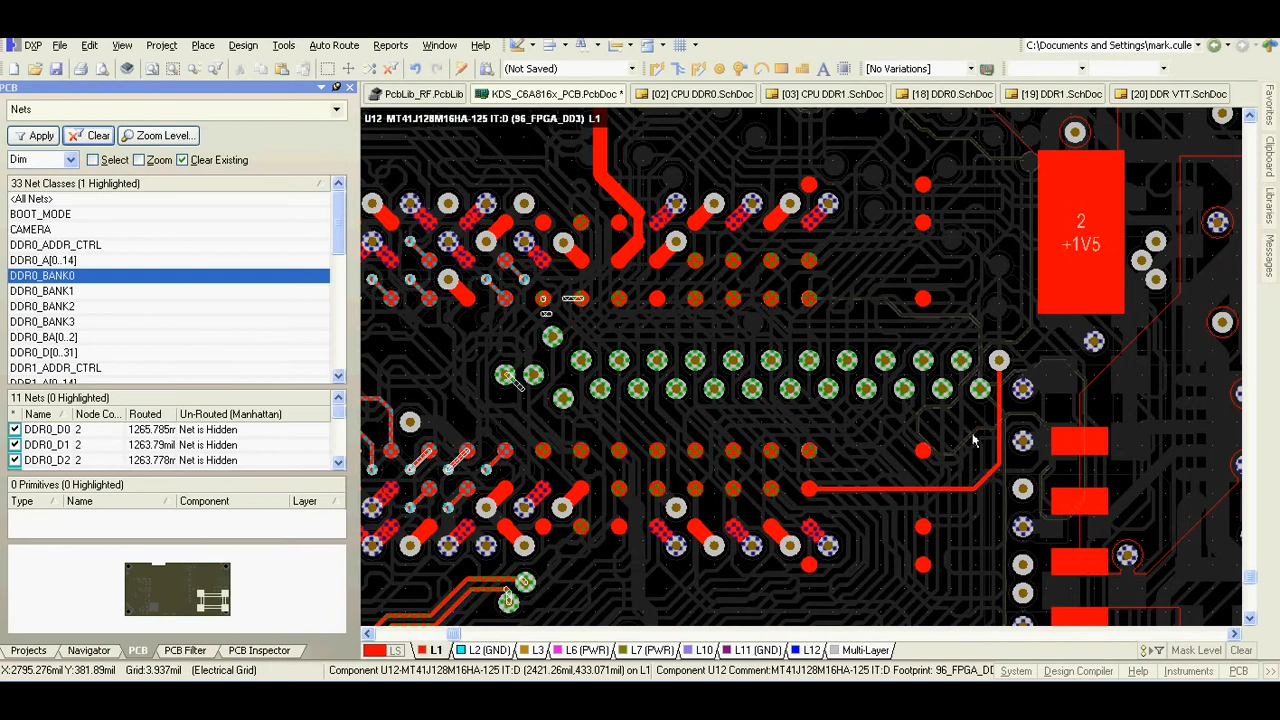 DXP File Edit View Project Place Design Tools Auto Route Reports Window Help C:\Documents and Settings\mark.culle
(Not Saved) [No Variations]
PCB
PcbLib_RF.PcbLib KDS_C6A816x_PCB.PcbDoc * [02] CPU DDR0.SchDoc [03] CPU DDR1.SchDoc [18] DDR0.SchDoc [19] DDR1.SchDoc [20] DDR VTT.SchDoc
Nets
U12 MT41J128M16HA-125 IT:D (96_FPGA_DD3) L1
Apply Clear Zoom Level...
Dim Select Zoom Clear Existing
33 Net Classes (1 Highlighted)
<All Nets>
BOOT_MODE
CAMERA
DDR0_ADDR_CTRL
DDR0_A[0..14]
DDR0_BANK0
DDR0_BANK1
DDR0_BANK2
DDR0_BANK3
DDR0_BA[0..2]
DDR0_D[0..31]
DDR1_ADDR_CTRL
DDR1_A[0..14]
11 Nets (0 Highlighted)
* Name Node Co... Routed Un-Routed (Manhattan)
DDR0_D0 2 1265.785m Net is Hidden
DDR0_D1 2 1263.79mil Net is Hidden
DDR0_D2 2 1263.778m Net is Hidden
0 Primitives (0 Highlighted)
Type Name Component Layer
2
+1V5
Favorites
Clipboard
Libraries
Projects Navigator PCB PCB Filter PCB Inspector
LS L1 L2 (GND) L3 L6 (PWR) L7 (PWR) L10 L11 (GND) L12 Multi-Layer Mask Level Clear
X:2795.276mil Y:381.89mil Grid:3.937mil (Electrical Grid) Component U12-MT41J128M16HA-125 IT:D (2421.26mil,433.071mil) on L1 Component U12 Comment:MT41J128M16HA-125 IT:D Footprint: 96_FPGA_DD System Design Compiler Help Instruments PCB >>